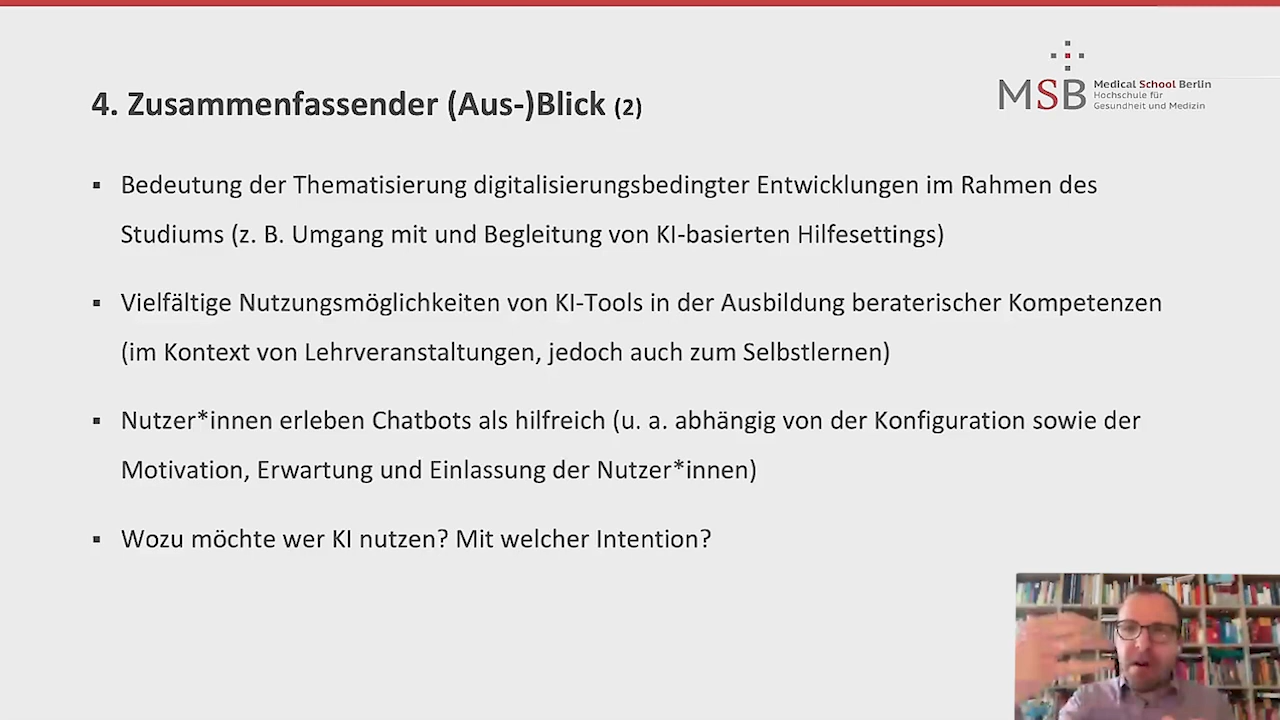 4. Zusammenfassender (Aus-)Blick (2)
MSB Medical School Berlin
Hochschule für
Gesundheit und Medizin
▪ Bedeutung der Thematisierung digitalisierungsbedingter Entwicklungen im Rahmen des
Studiums (z. B. Umgang mit und Begleitung von KI-basierten Hilfesettings)
▪ Vielfältige Nutzungsmöglichkeiten von KI-Tools in der Ausbildung beraterischer Kompetenzen
(im Kontext von Lehrveranstaltungen, jedoch auch zum Selbstlernen)
▪ Nutzer*innen erleben Chatbots als hilfreich (u. a. abhängig von der Konfiguration sowie der
Motivation, Erwartung und Einlassung der Nutzer*innen)
▪ Wozu möchte wer KI nutzen? Mit welcher Intention?